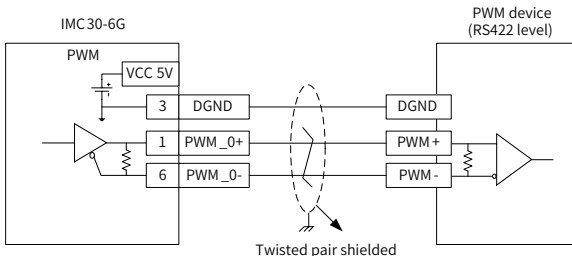 PWM device
(RS422 level)
IMC30-6G
PWM
VCC 5V
3 DGND DGND
1 PWM_0+ PWM+
6 PWM_0- PWM-
Twisted pair shielded